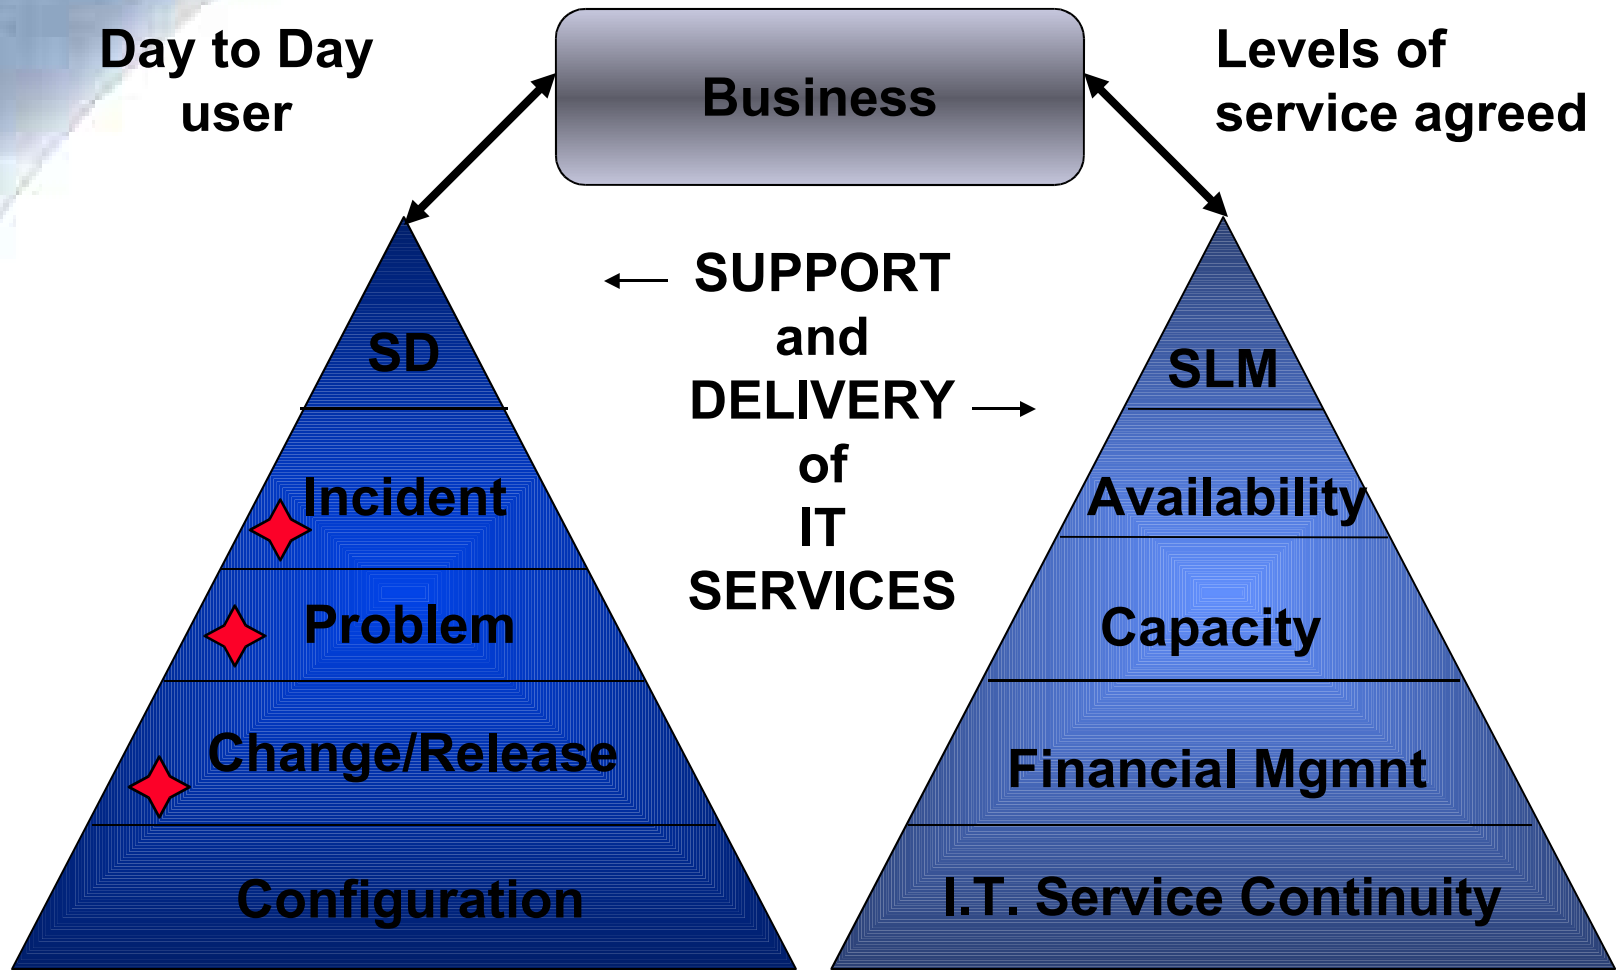 Day to Day
user
Business
Levels of
service agreed
SUPPORT
and
DELIVERY
of
IT
SERVICES
SD
Incident
Problem
Change/Release
Configuration
SLM
Availability
Capacity
Financial Mgmnt
I.T. Service Continuity